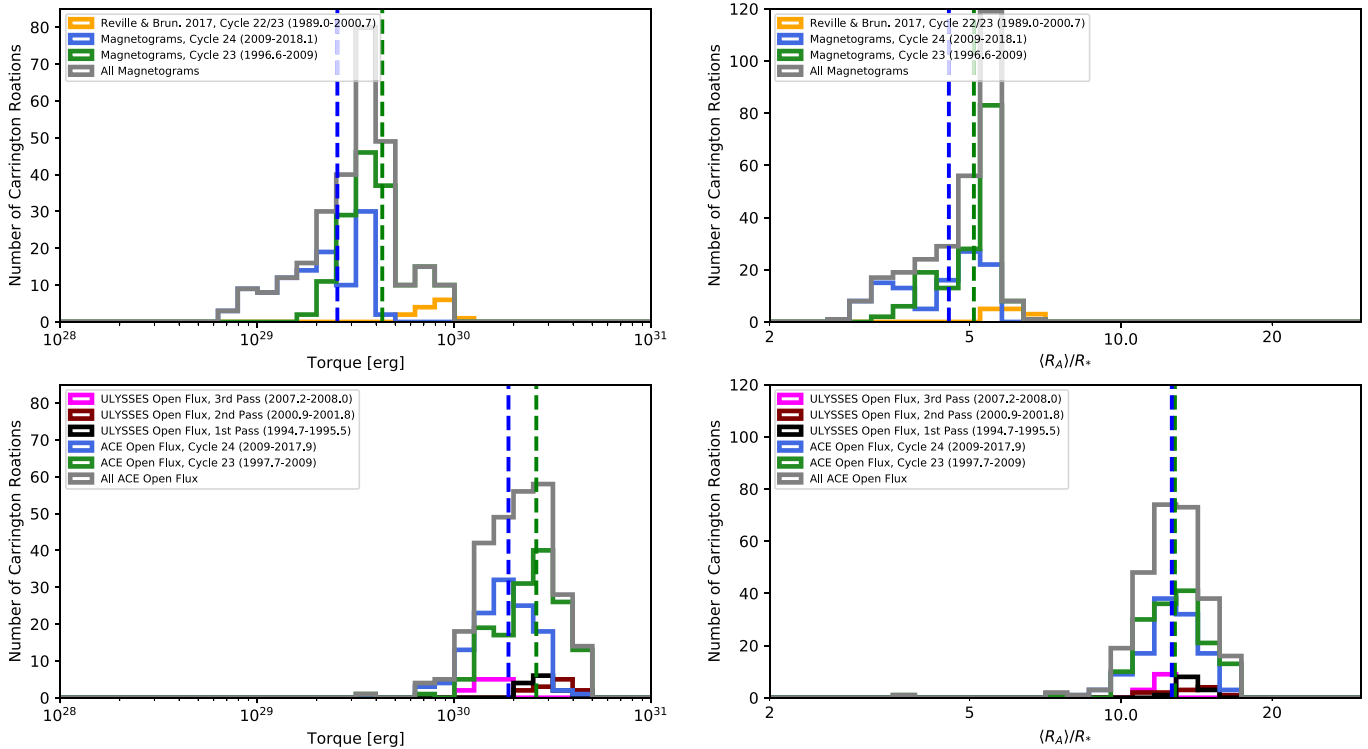 Number of Carrington Roations
80
70
60
50
40
30
20
10
0
Reville & Brun. 2017, Cycle 22/23 (1989.0-2000.7)
Magnetograms, Cycle 24 (2009-2018.1)
Magnetograms, Cycle 23 (1996.6-2009)
All Magnetograms
10^28
10^29
10^30
10^31
Torque [erg]
Number of Carrington Roations
120
100
80
60
40
20
0
Reville & Brun. 2017, Cycle 22/23 (1989.0-2000.7)
Magnetograms, Cycle 24 (2009-2018.1)
Magnetograms, Cycle 23 (1996.6-2009)
All Magnetograms
2
5
10.0
20
⟨R_A⟩/R_*
Number of Carrington Roations
80
70
60
50
40
30
20
10
0
ULYSSES Open Flux, 3rd Pass (2007.2-2008.0)
ULYSSES Open Flux, 2nd Pass (2000.9-2001.8)
ULYSSES Open Flux, 1st Pass (1994.7-1995.5)
ACE Open Flux, Cycle 24 (2009-2017.9)
ACE Open Flux, Cycle 23 (1997.7-2009)
All ACE Open Flux
10^28
10^29
10^30
10^31
Torque [erg]
Number of Carrington Roations
120
100
80
60
40
20
0
ULYSSES Open Flux, 3rd Pass (2007.2-2008.0)
ULYSSES Open Flux, 2nd Pass (2000.9-2001.8)
ULYSSES Open Flux, 1st Pass (1994.7-1995.5)
ACE Open Flux, Cycle 24 (2009-2017.9)
ACE Open Flux, Cycle 23 (1997.7-2009)
All ACE Open Flux
2
5
10.0
20
⟨R_A⟩/R_*